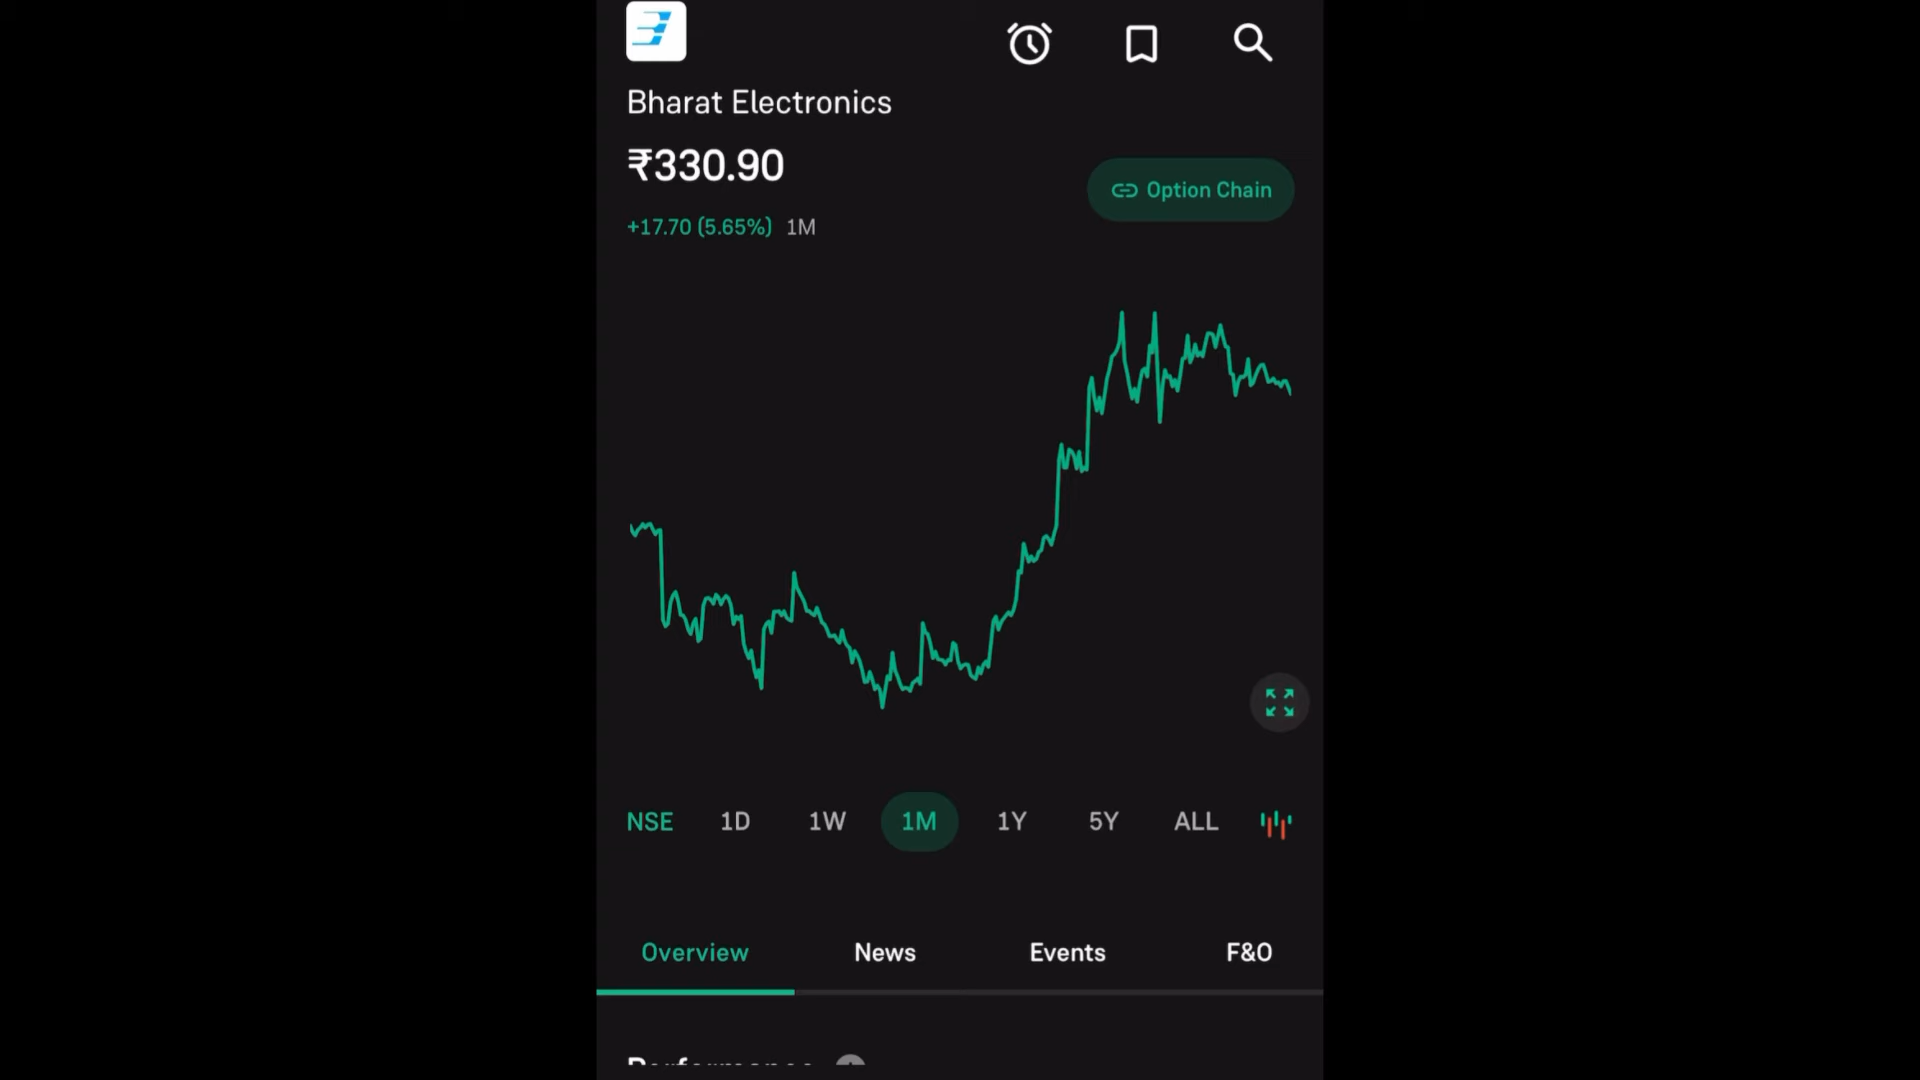 Bharat Electronics
₹330.90
Option Chain
+17.70 (5.65%) 1M
NSE 1D 1W 1M 1Y 5Y ALL
Overview News Events F&O
Performance